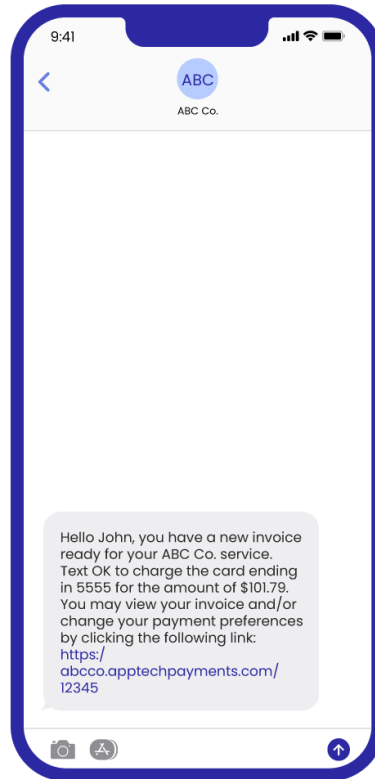 9:41
ABC
ABC Co.
Hello John, you have a new invoice
ready for your ABC Co. service.
Text OK to charge the card ending
in 5555 for the amount of $101.79.
You may view your invoice and/or
change your payment preferences
by clicking the following link:
https:/
abcco.apptechpayments.com/
12345